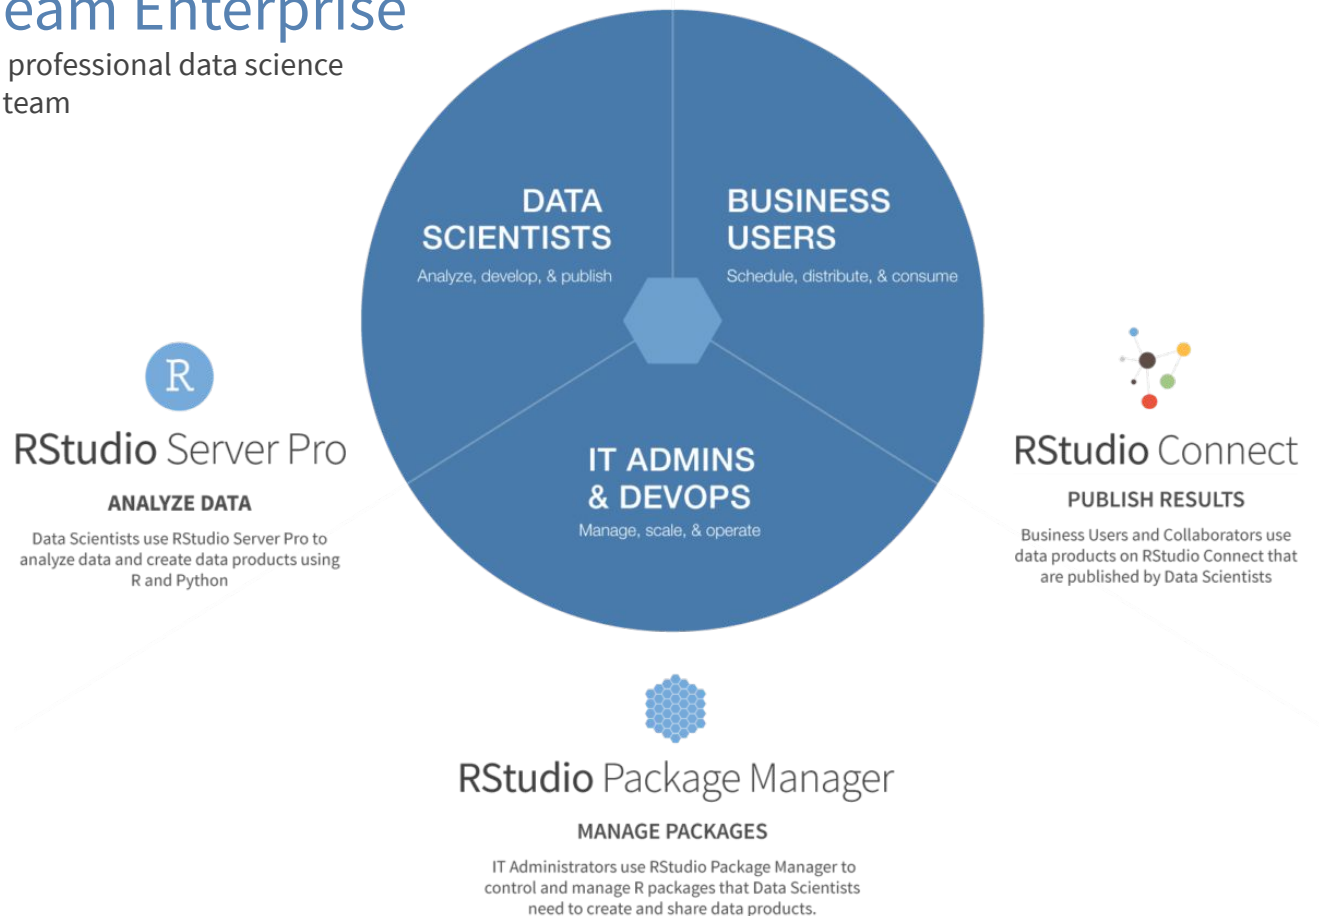 eam Enterprise
professional data science
team
DATA
SCIENTISTS
Analyze, develop, & publish
BUSINESS
USERS
Schedule, distribute, & consume
IT ADMINS
& DEVOPS
Manage, scale, & operate
R
RStudio Server Pro
ANALYZE DATA
Data Scientists use RStudio Server Pro to
analyze data and create data products using
R and Python
RStudio Connect
PUBLISH RESULTS
Business Users and Collaborators use
data products on RStudio Connect that
are published by Data Scientists
RStudio Package Manager
MANAGE PACKAGES
IT Administrators use RStudio Package Manager to
control and manage R packages that Data Scientists
need to create and share data products.